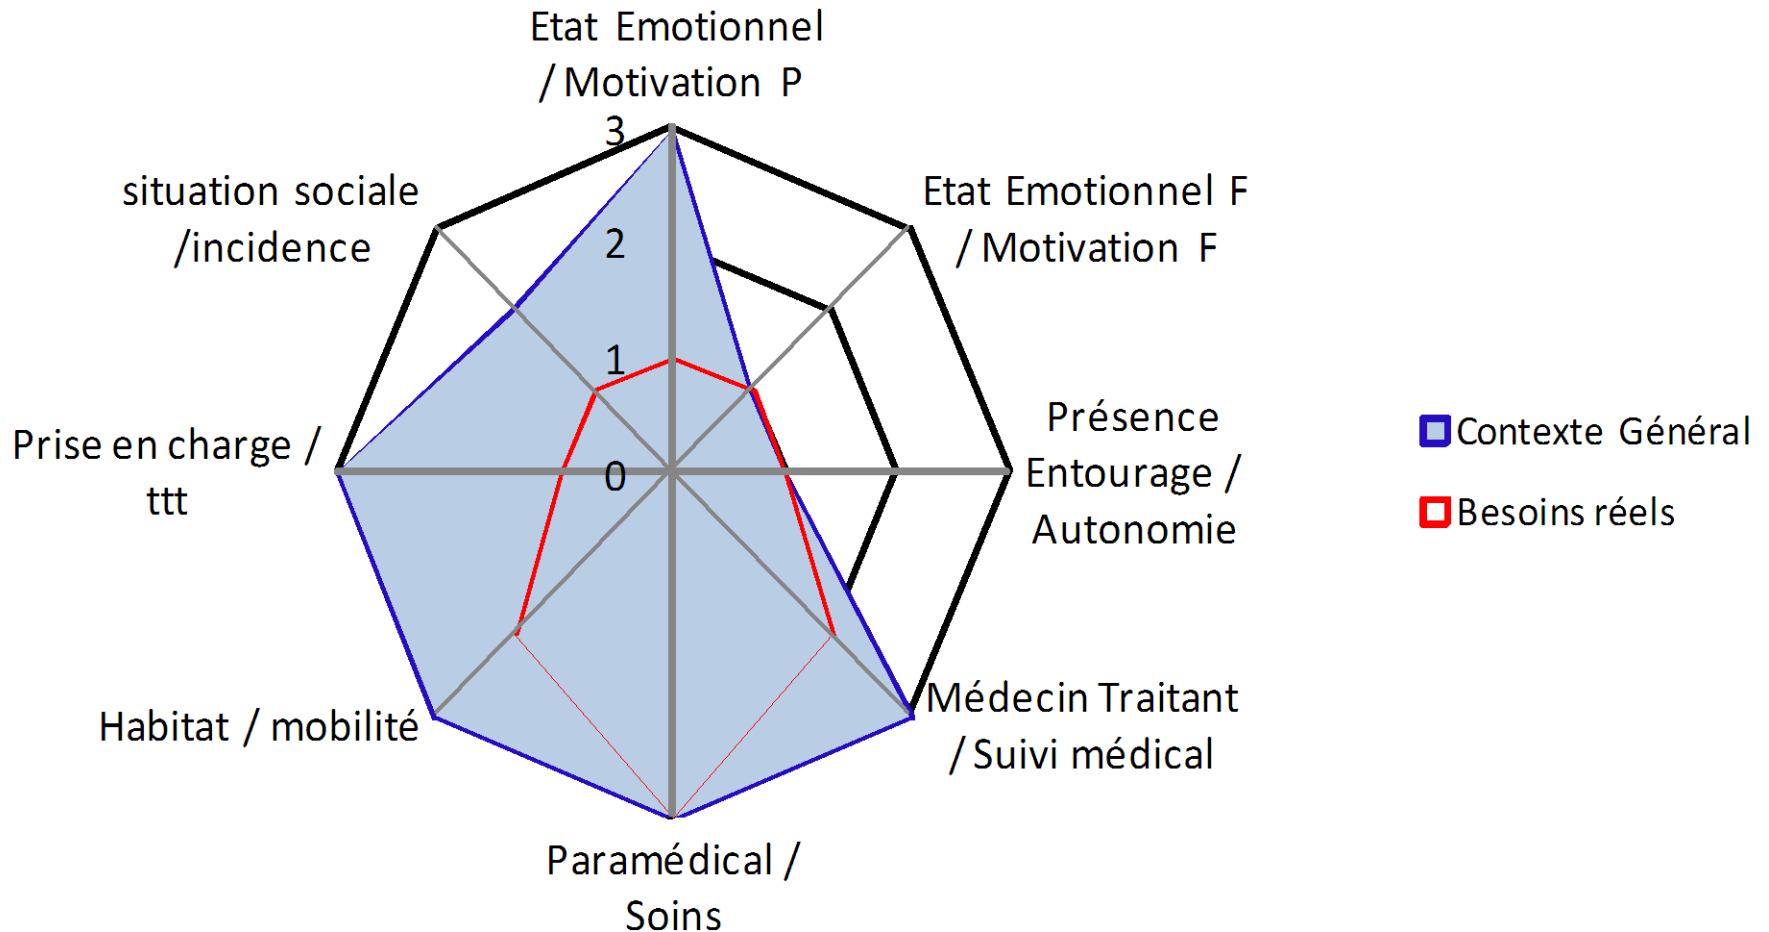 Etat Emotionnel
/ Motivation P
3
situation sociale
/incidence
Etat Emotionnel F
/ Motivation F
2
1
Présence
Entourage /
Autonomie
Prise en charge /
ttt
0
Contexte Général
Besoins réels
Habitat / mobilité
Médecin Traitant
/ Suivi médical
Paramédical /
Soins